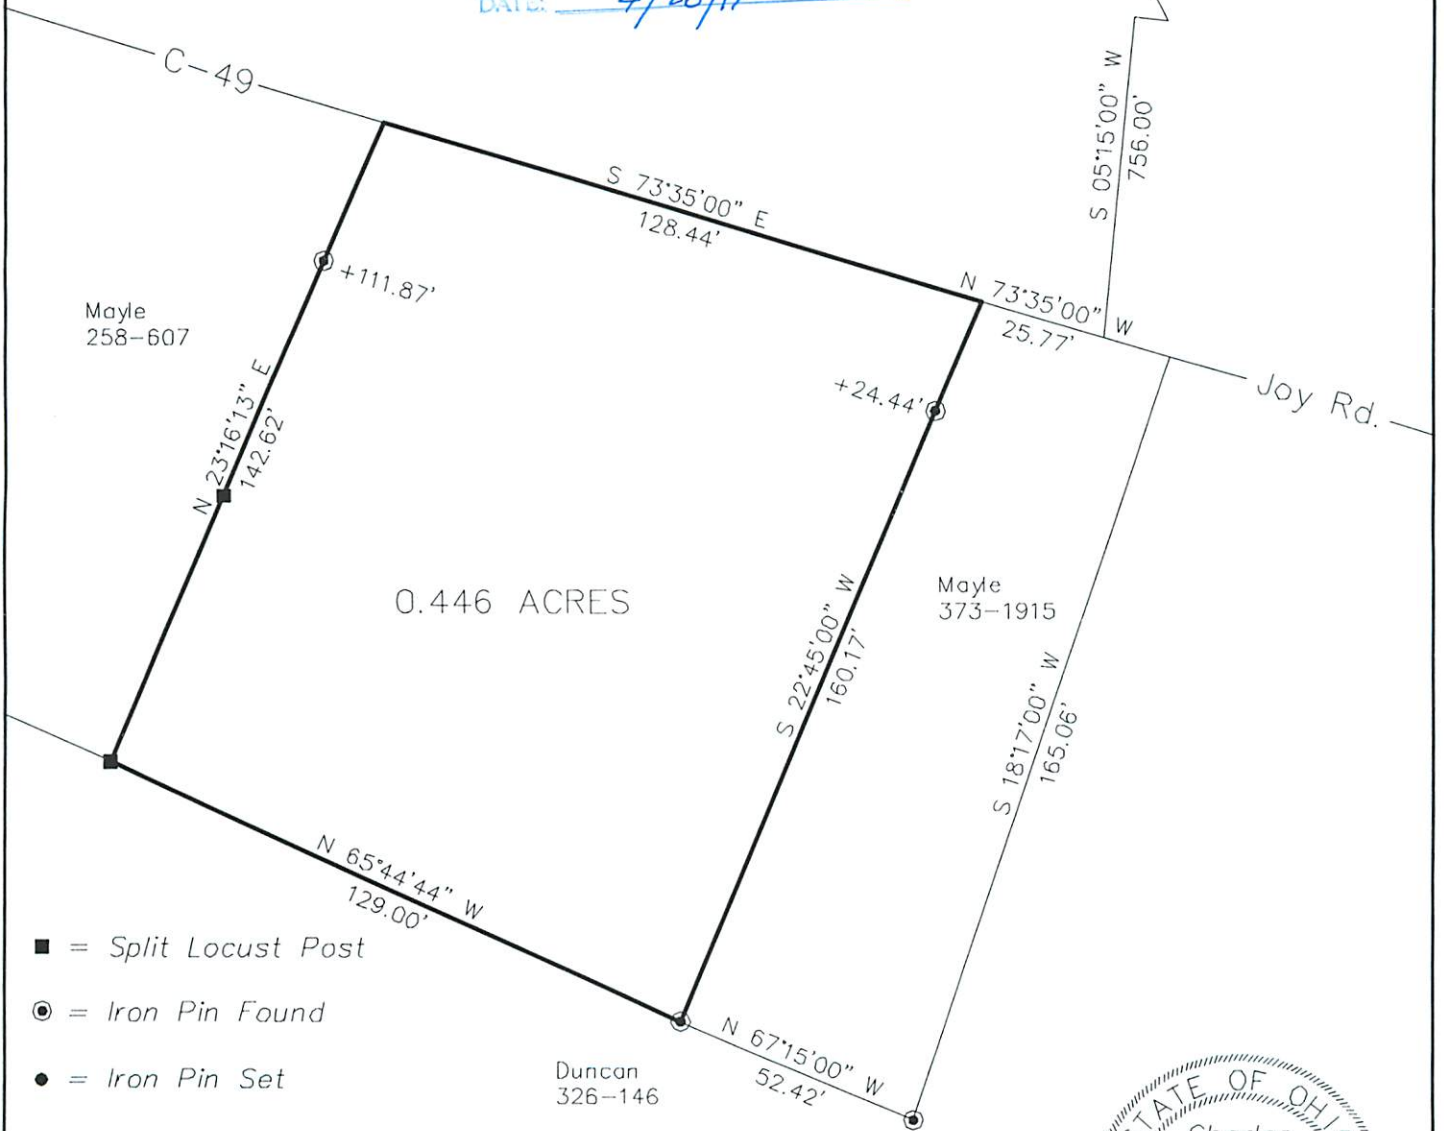 DATE:
C-49
S 05°15'00" W
756.00'
S 73°35'00" E
128.44'
+111.87'
N 73°35'00" W
25.77'
Mayle
258-607
+24.44'
Joy Rd.
N 23°16'13" E
142.62'
0.446 ACRES
Mayle
373-1915
S 22°45'00" W
160.17'
S 18°17'00" W
165.06'
N 65°44'44" W
129.00'
= Split Locust Post
= Iron Pin Found
= Iron Pin Set
N 67°15'00" W
52.42'
Duncan
326-146
STATE OF OHI